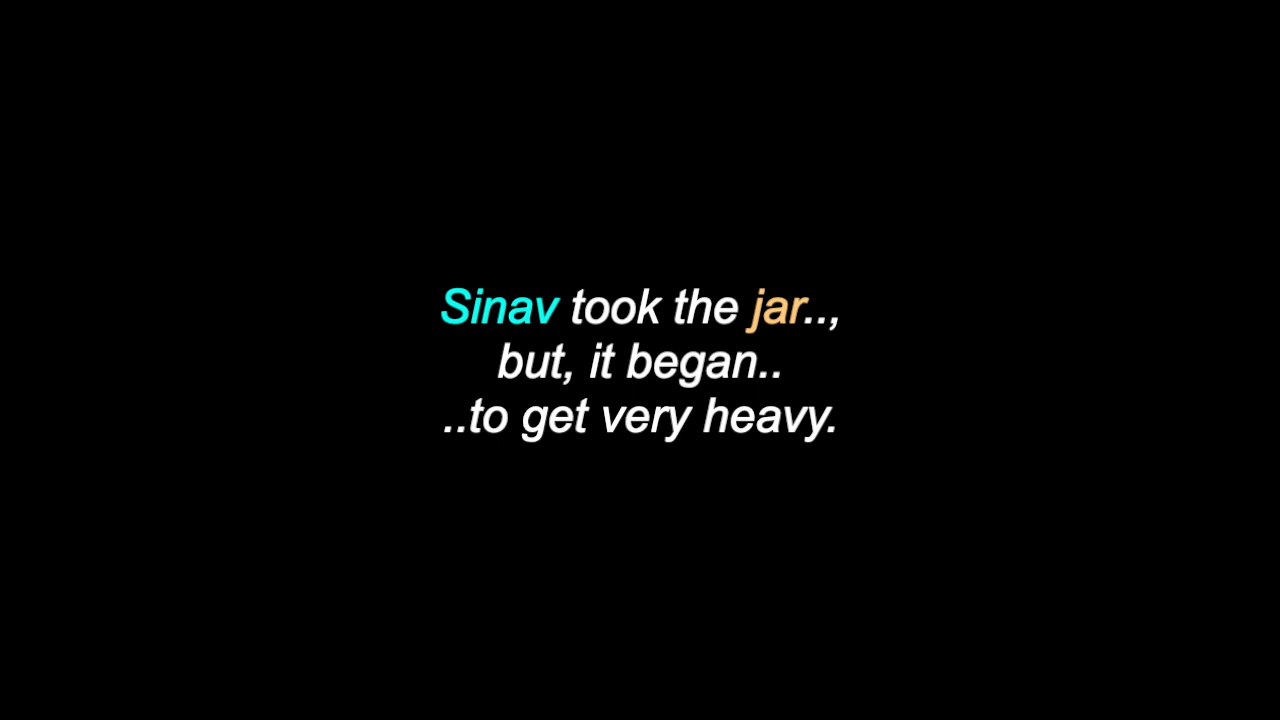 Sinav took the jar..,
but, it began..
..to get very heavy.